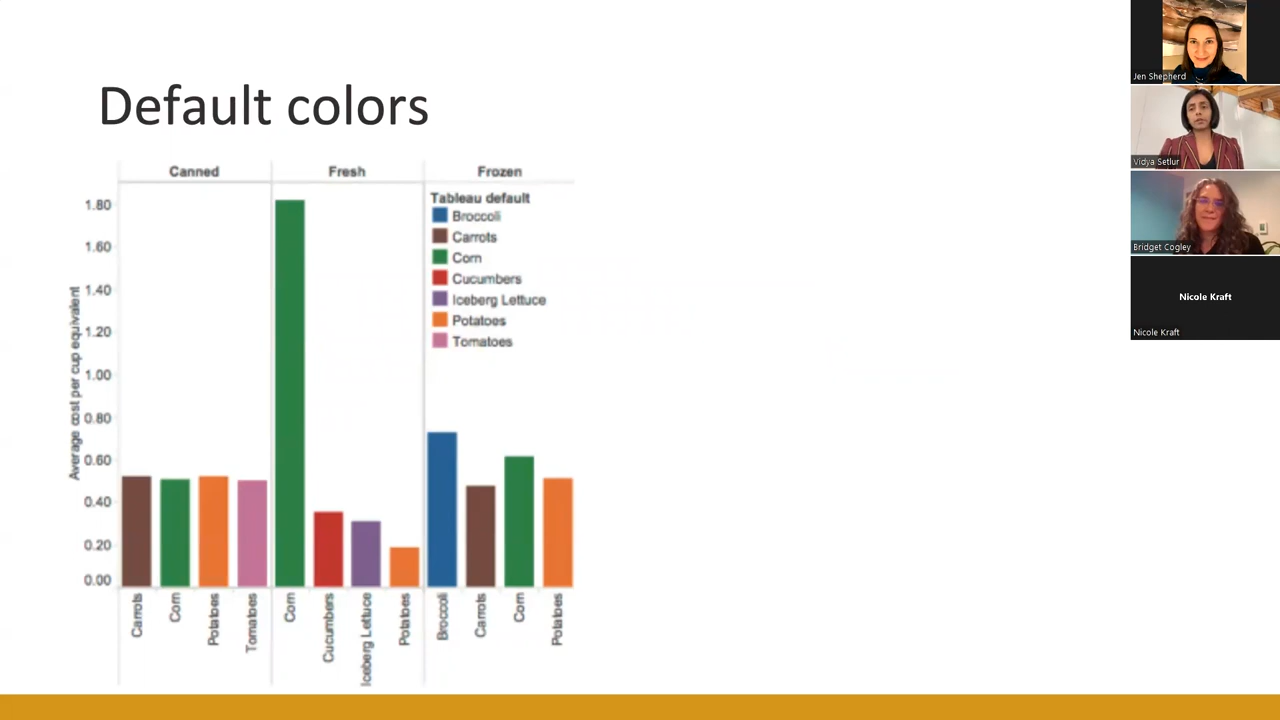 Default colors
Canned
Fresh
Frozen
Tableau default
Broccoli
Carrots
Corn
Cucumbers
Iceberg Lettuce
Potatoes
Tomatoes
Average cost per cup equivalent
1.80
1.60
1.40
1.20
1.00
0.80
0.60
0.40
0.20
0.00
Carrots
Corn
Potatoes
Tomatoes
Corn
Cucumbers
Iceberg Lettuce
Potatoes
Broccoli
Carrots
Corn
Potatoes
Jen Shepherd
Vidya Setlur
Bridget Cogley
Nicole Kraft
Nicole Kraft